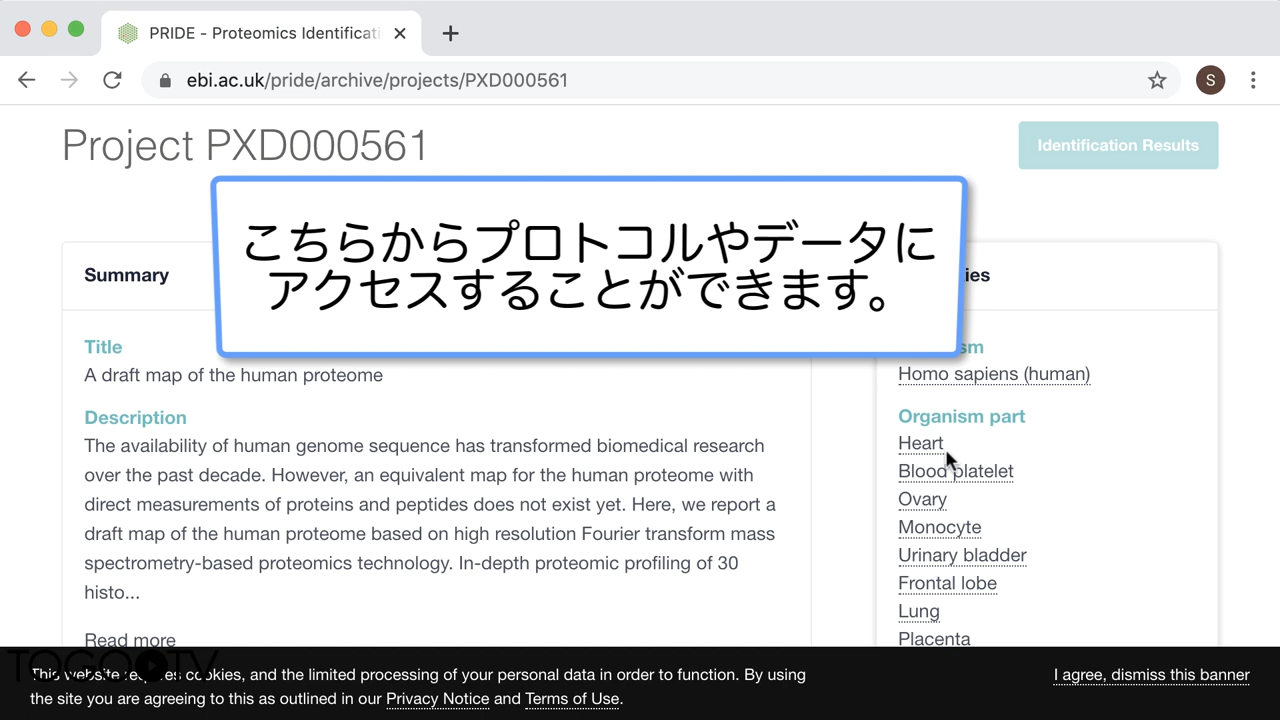 PRIDE - Proteomics Identificati
ebi.ac.uk/pride/archive/projects/PXD000561
S
Project PXD000561
Identification Results
こちらからプロトコルやデータに
アクセスすることができます。
Summary
ies
Title
A draft map of the human proteome
Description
The availability of human genome sequence has transformed biomedical research
over the past decade. However, an equivalent map for the human proteome with
direct measurements of proteins and peptides does not exist yet. Here, we report a
draft map of the human proteome based on high resolution Fourier transform mass
spectrometry-based proteomics technology. In-depth proteomic profiling of 30
histo...
Read more
sm
Homo sapiens (human)
Organism part
Heart
Blood platelet
Ovary
Monocyte
Urinary bladder
Frontal lobe
Lung
Placenta
TOGO TV
This website requires cookies, and the limited processing of your personal data in order to function. By using
the site you are agreeing to this as outlined in our Privacy Notice and Terms of Use.
I agree, dismiss this banner